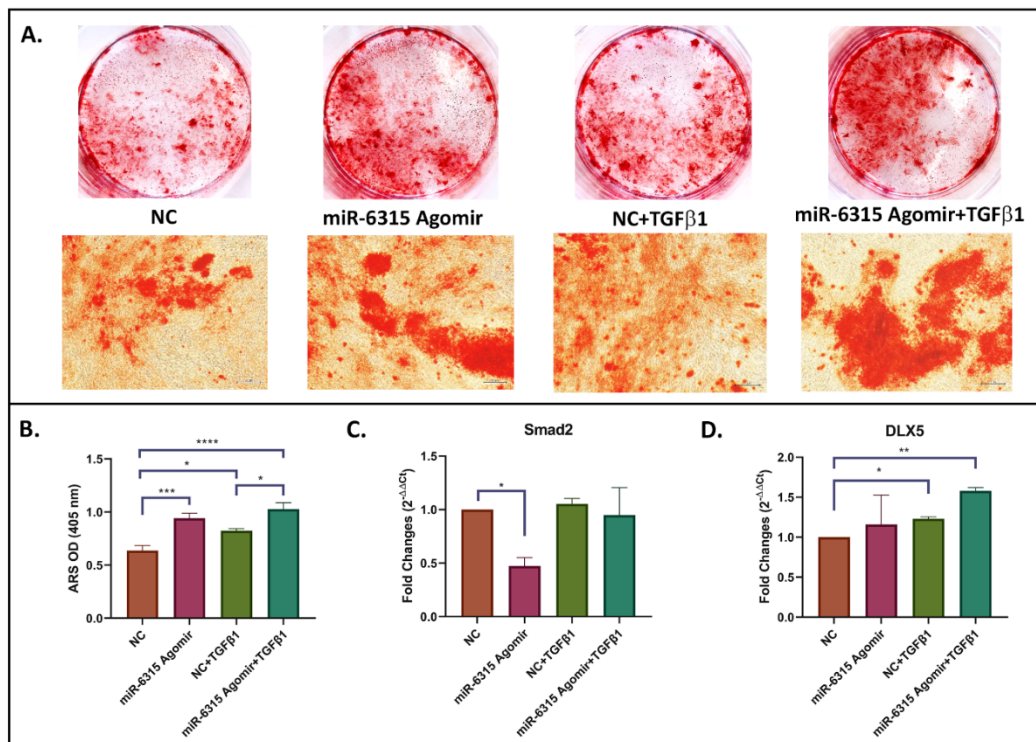 A.
NC
miR-6315 Agomir
NC+TGFβ1
miR-6315 Agomir+TGFβ1
B.
****
*
***
*
ARS OD (405 nm)
1.5
1.0
0.5
0.0
NC
miR-6315 Agomir
NC+TGFβ1
miR-6315 Agomir+TGFβ1
C.
Smad2
*
Fold Changes (2^-ΔΔCt)
1.5
1.0
0.5
0.0
NC
miR-6315 Agomir
NC+TGFβ1
miR-6315 Agomir+TGFβ1
D.
DLX5
**
*
Fold Changes (2^-ΔΔCt)
2.0
1.5
1.0
0.5
0.0
NC
miR-6315 Agomir
NC+TGFβ1
miR-6315 Agomir+TGFβ1